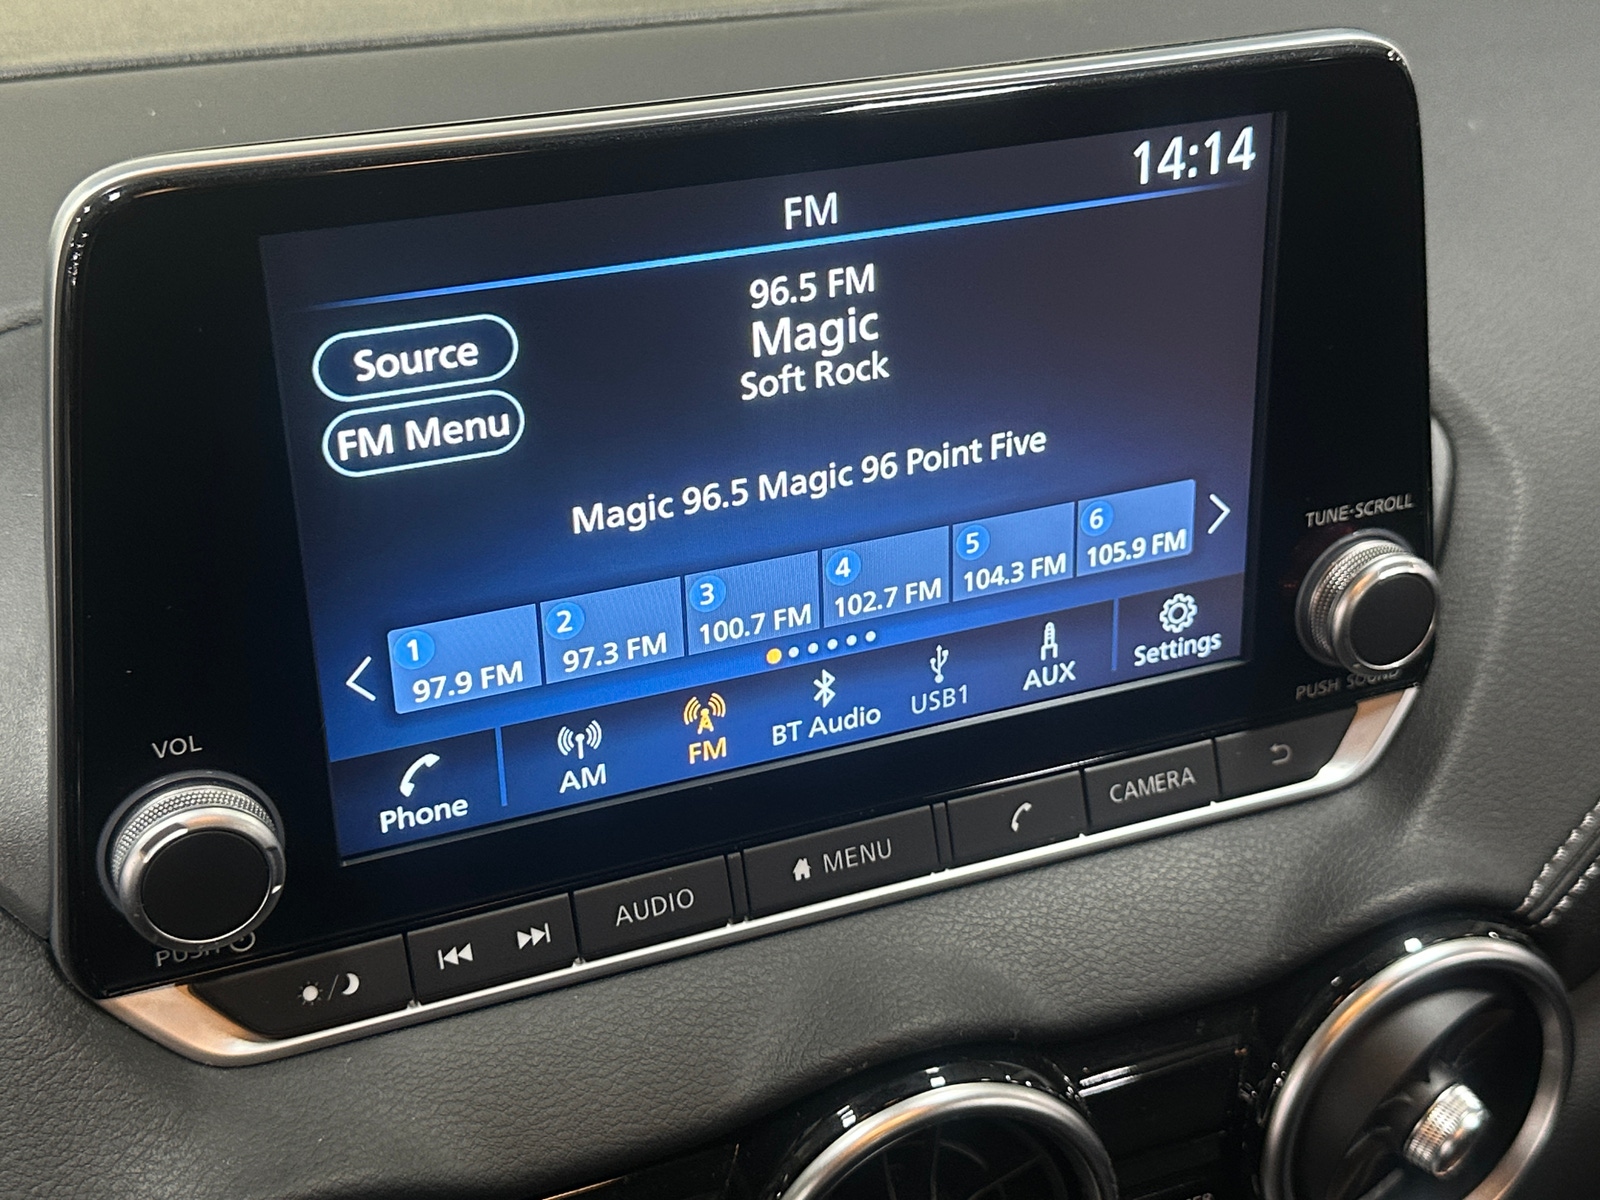 14:14
FM
96.5 FM
Magic
Soft Rock
Source
FM Menu
Magic 96.5 Magic 96 Point Five
1
97.9 FM
2
97.3 FM
3
100.7 FM
4
102.7 FM
5
104.3 FM
6
105.9 FM
Phone
AM
FM
BT Audio
USB1
AUX
Settings
TUNE·SCROLL
PUSH SOUND
VOL
PUSH
AUDIO
MENU
CAMERA